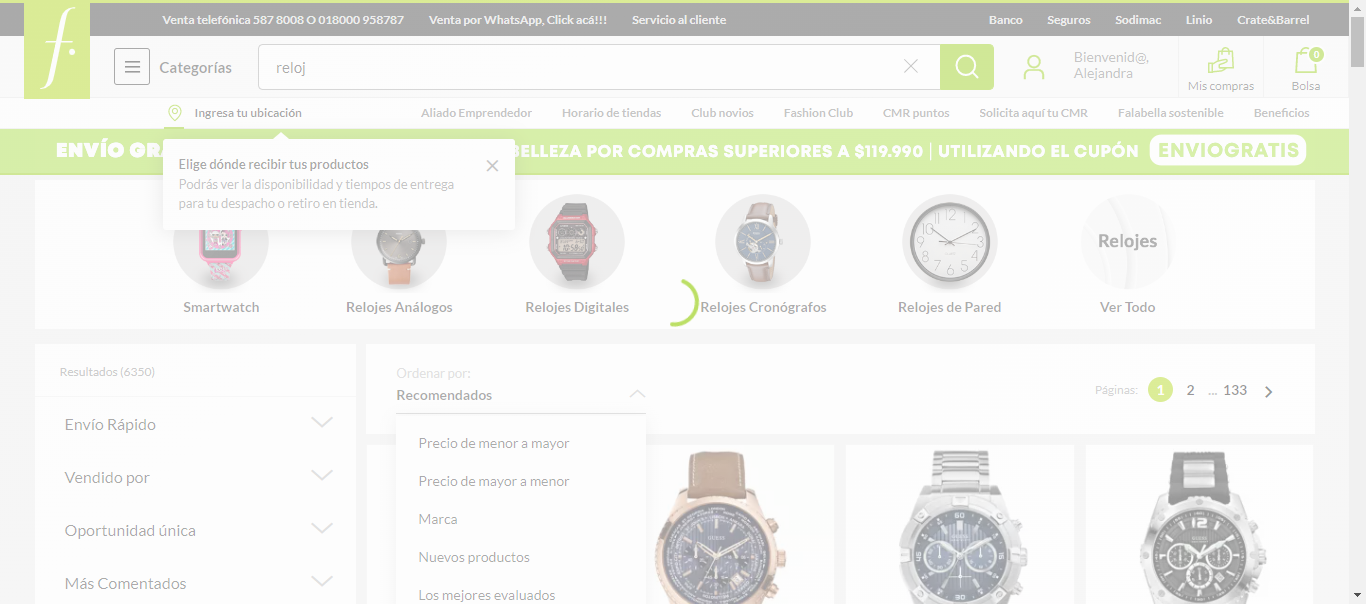 Venta telefónica 587 8008 O 018000 958787 Venta por WhatsApp, Click acá!!! Servicio al cliente Banco Seguros Sodimac Linio Crate&Barrel
f.
Categorías
reloj
Bienvenid@,
Alejandra
Mis compras
0
Bolsa
Ingresa tu ubicación Aliado Emprendedor Horario de tiendas Club novios Fashion Club CMR puntos Solicita aquí tu CMR Falabella sostenible Beneficios
ENVÍO GRA BELLEZA POR COMPRAS SUPERIORES A $119.990 | UTILIZANDO EL CUPÓN ENVIOGRATIS
Elige dónde recibir tus productos
Podrás ver la disponibilidad y tiempos de entrega
para tu despacho o retiro en tienda.
Relojes
Smartwatch Relojes Análogos Relojes Digitales Relojes Cronógrafos Relojes de Pared Ver Todo
Resultados (6350)
Envío Rápido
Vendido por
Oportunidad única
Más Comentados
Ordenar por:
Recomendados
Páginas: 1 2 ... 133
Precio de menor a mayor
Precio de mayor a menor
Marca
Nuevos productos
Los mejores evaluados